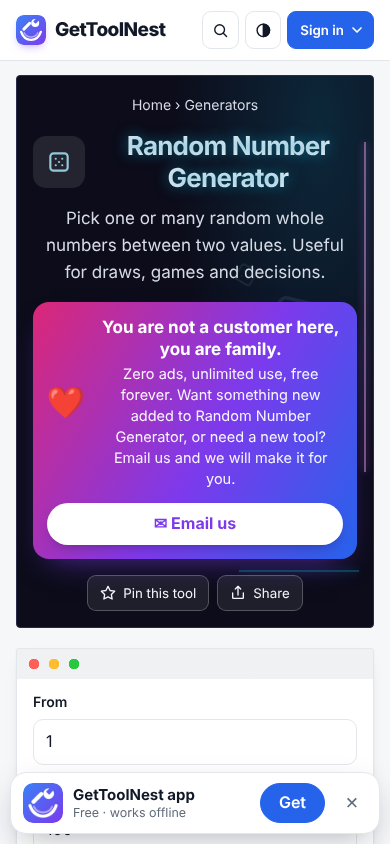 GetToolNest
Sign in
Home › Generators
Random Number
Generator
Pick one or many random whole
numbers between two values. Useful
for draws, games and decisions.
You are not a customer here,
you are family.
Zero ads, unlimited use, free
forever. Want something new
added to Random Number
Generator, or need a new tool?
Email us and we will make it for
you.
✉ Email us
Pin this tool
Share
From
1
GetToolNest app
Free · works offline
Get
×